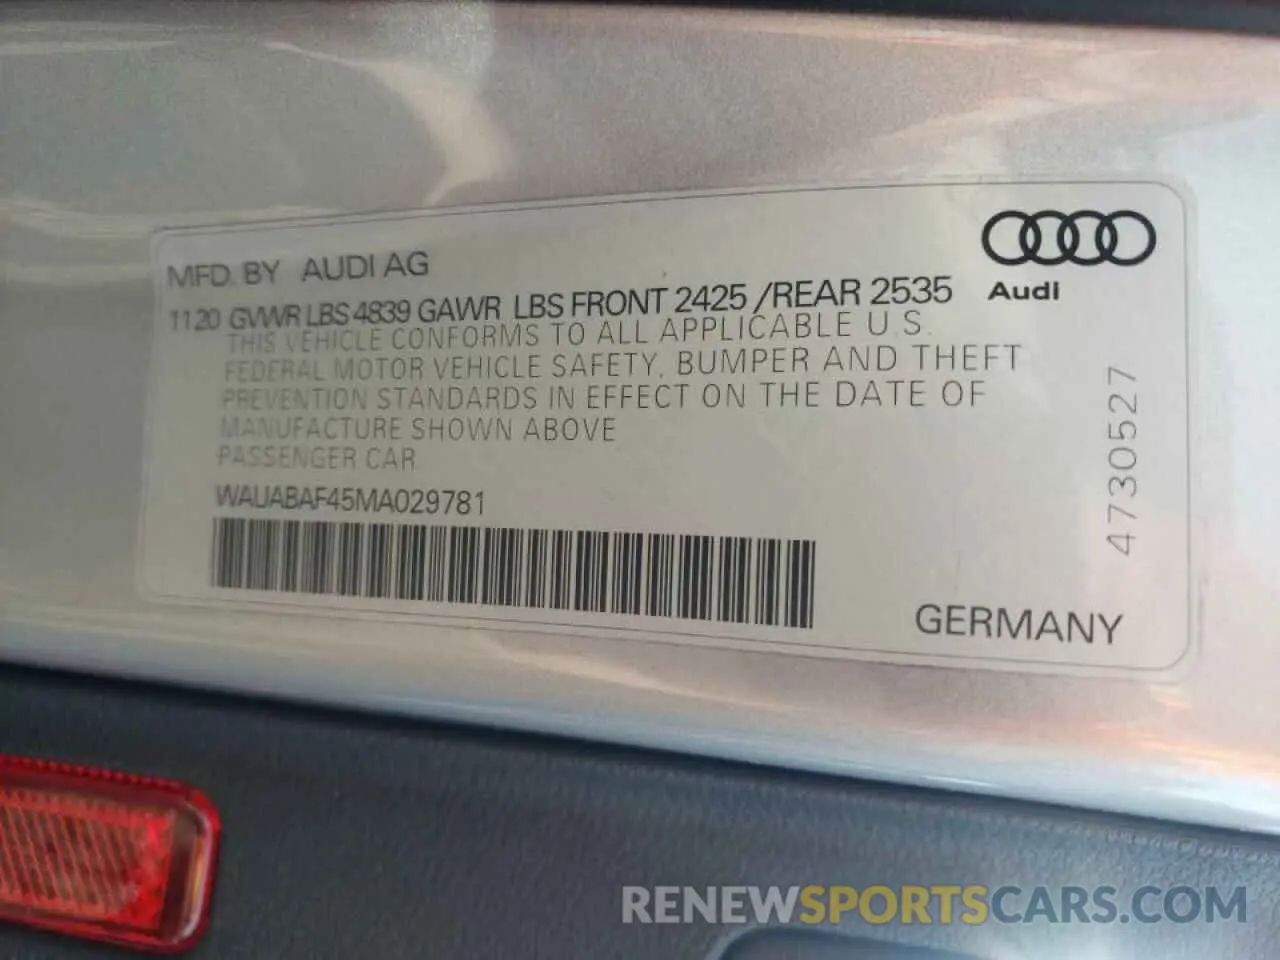 MFD. BY AUDI AG
1120 GVWR LBS 4839 GAWR LBS FRONT 2425 /REAR 2535
Audi
THIS VEHICLE CONFORMS TO ALL APPLICABLE U.S.
FEDERAL MOTOR VEHICLE SAFETY, BUMPER AND THEFT
PREVENTION STANDARDS IN EFFECT ON THE DATE OF
MANUFACTURE SHOWN ABOVE
PASSENGER CAR
WAUABAF45MA029781
4730527
GERMANY
RENEWSPORTSCARS.COM